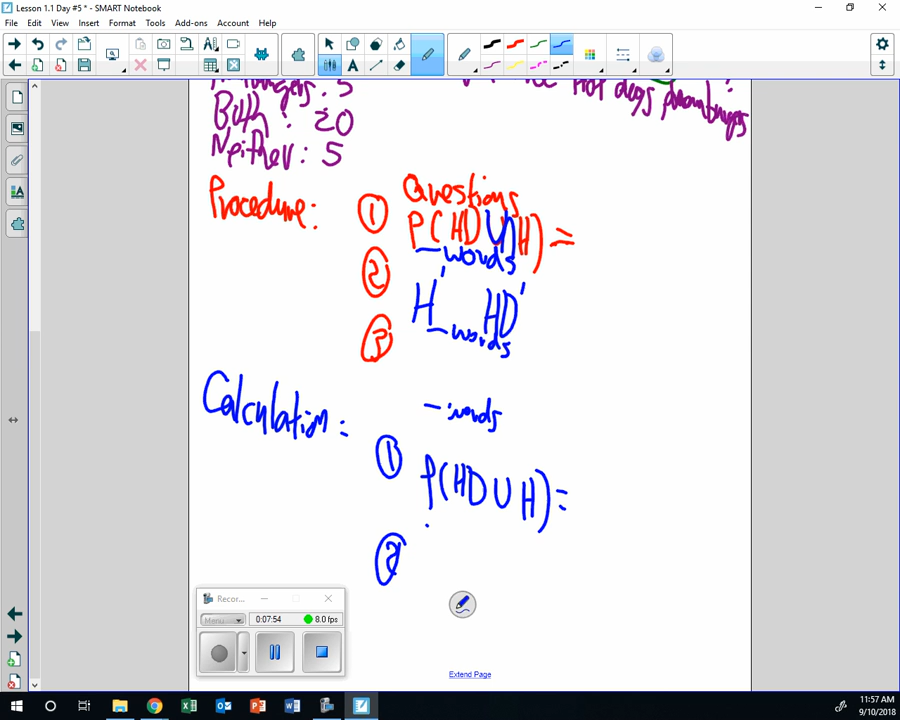 Lesson 1.1 Day #5 * - SMART Notebook
File Edit View Insert Format Tools Add-ons Account Help
Both : 20
Neither : 5
hot dogs
Procedure:
① Questions
P(HD U H) =
- words
②
H' HD'
- words
③
Calculation:
- words
①
P(HD U H) =
②
Recor...
Menu
0:07:54
8.0 fps
Extend Page
11:57 AM
9/10/2018